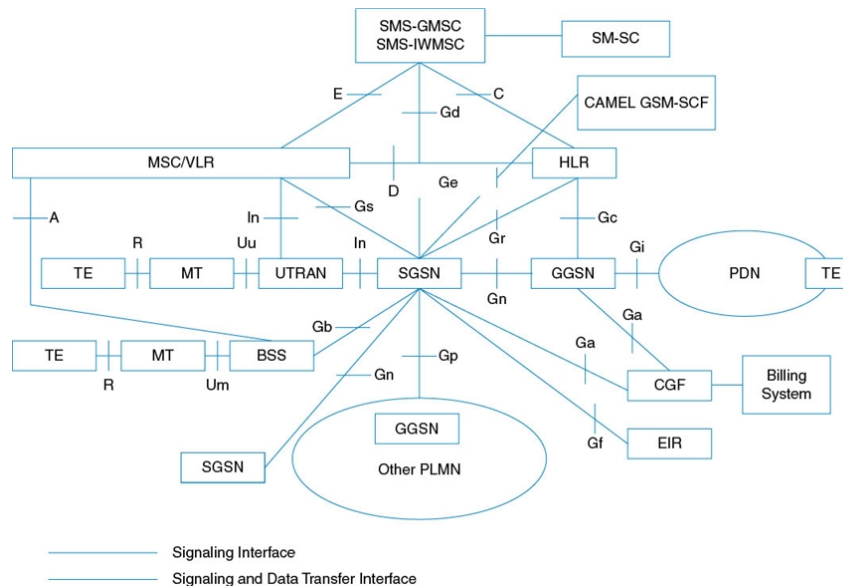 SMS-GMSC
SMS-IWMSC
SM-SC
E
C
Gd
CAMEL GSM-SCF
MSC/VLR
HLR
D
Ge
A
In
Gs
Gr
Gc
R
Uu
In
Gi
TE
MT
UTRAN
SGSN
GGSN
PDN
TE
Gn
Ga
Gb
Ga
TE
MT
BSS
Gn
Gp
R
Um
CGF
Billing
System
GGSN
Gf
EIR
SGSN
Other PLMN
Signaling Interface
Signaling and Data Transfer Interface